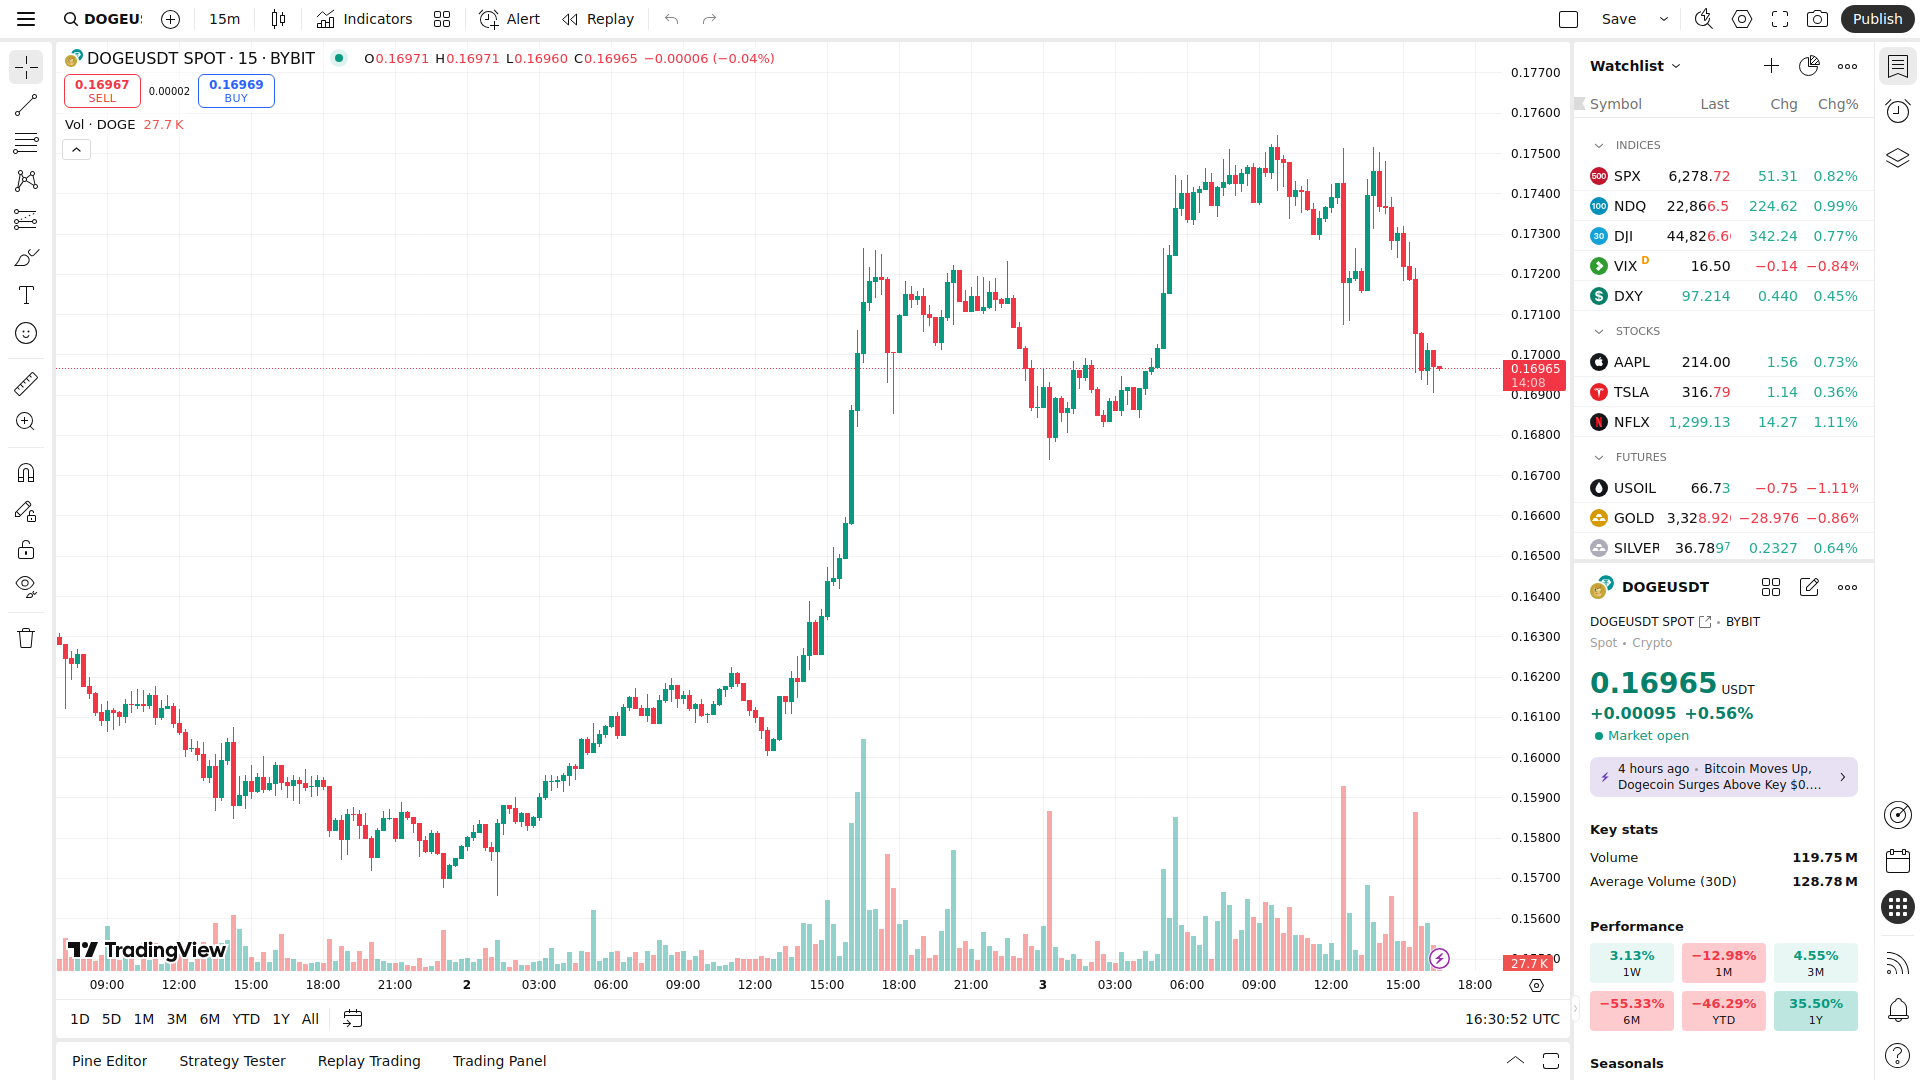 DOGEU
15m
Indicators
Alert
Replay
Save
Publish
DOGEUSDT SPOT · 15 · BYBIT
O0.16971 H0.16971 L0.16960 C0.16965 −0.00006 (−0.04%)
0.16967
SELL
0.00002
0.16969
BUY
Vol · DOGE 27.7 K
0.17700
0.17600
0.17500
0.17400
0.17300
0.17200
0.17100
0.17000
0.16965
14:08
0.16900
0.16800
0.16700
0.16600
0.16500
0.16400
0.16300
0.16200
0.16100
0.16000
0.15900
0.15800
0.15700
0.15600
27.7 K
TradingView
09:00 12:00 15:00 18:00 21:00 2 03:00 06:00 09:00 12:00 15:00 18:00 21:00 3 03:00 06:00 09:00 12:00 15:00 18:00
1D 5D 1M 3M 6M YTD 1Y All
16:30:52 UTC
Pine Editor Strategy Tester Replay Trading Trading Panel
Watchlist
Symbol Last Chg Chg%
INDICES
500 SPX 6,278.72 51.31 0.82%
100 NDQ 22,866.5 224.62 0.99%
30 DJI 44,826.6 342.24 0.77%
VIX D 16.50 −0.14 −0.84%
$ DXY 97.214 0.440 0.45%
STOCKS
AAPL 214.00 1.56 0.73%
TSLA 316.79 1.14 0.36%
NFLX 1,299.13 14.27 1.11%
FUTURES
USOIL 66.73 −0.75 −1.11%
GOLD 3,328.92 −28.976 −0.86%
SILVER 36.7897 0.2327 0.64%
DOGEUSDT
DOGEUSDT SPOT • BYBIT
Spot • Crypto
0.16965 USDT
+0.00095 +0.56%
Market open
4 hours ago • Bitcoin Moves Up,
Dogecoin Surges Above Key $0.…
Key stats
Volume 119.75 M
Average Volume (30D) 128.78 M
Performance
3.13%
1W
−12.98%
1M
4.55%
3M
−55.33%
6M
−46.29%
YTD
35.50%
1Y
Seasonals